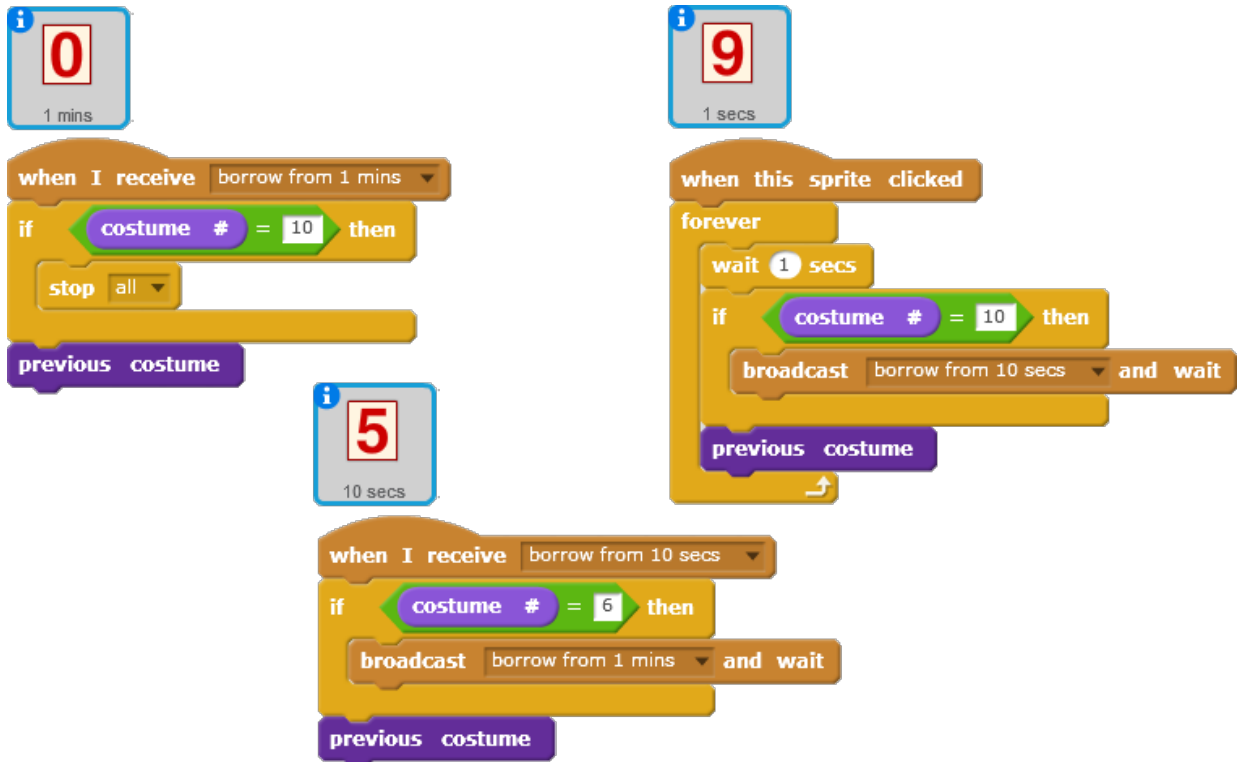 i
0
1 mins
when I receive borrow from 1 mins
if costume # = 10 then
stop all
previous costume
i
9
1 secs
when this sprite clicked
forever
wait 1 secs
if costume # = 10 then
broadcast borrow from 10 secs and wait
previous costume
i
5
10 secs
when I receive borrow from 10 secs
if costume # = 6 then
broadcast borrow from 1 mins and wait
previous costume